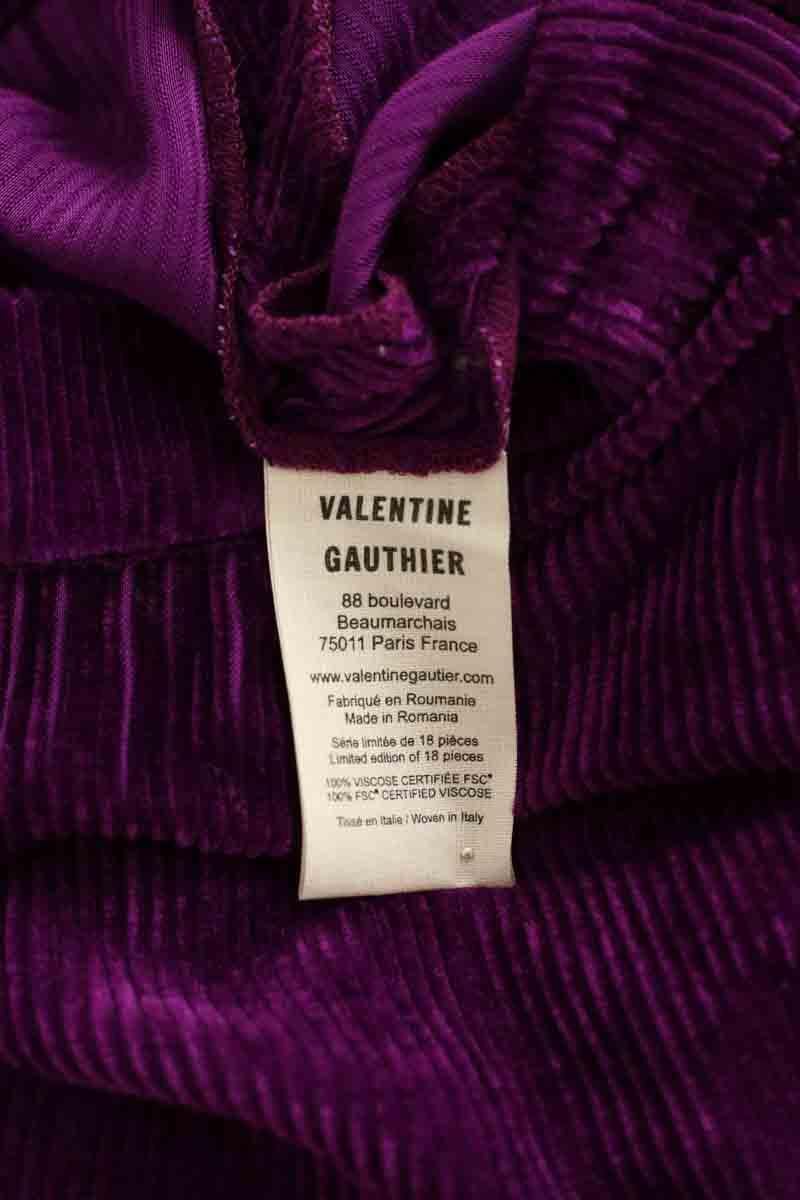 VALENTINE
GAUTHIER
88 boulevard
Beaumarchais
75011 Paris France
www.valentinegautier.com
Fabriqué en Roumanie
Made in Romania
Série limitée de 18 pièces
Limited edition of 18 pieces
100% VISCOSE CERTIFIÉE FSC®
100% FSC® CERTIFIED VISCOSE
Tissé en Italie / Woven in Italy